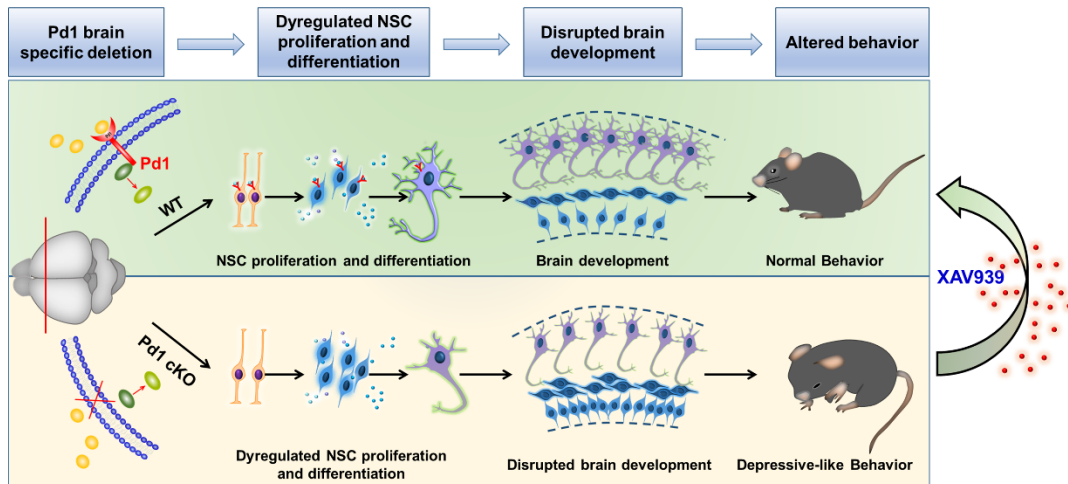 Pd1 brain
specific deletion
Dysregulated NSC
proliferation and
differentiation
Disrupted brain
development
Altered behavior
Pd1
WT
NSC proliferation and differentiation
Brain development
Normal Behavior
XAV939
Pd1 cKO
Dyregulated NSC proliferation
and differentiation
Disrupted brain development
Depressive-like Behavior